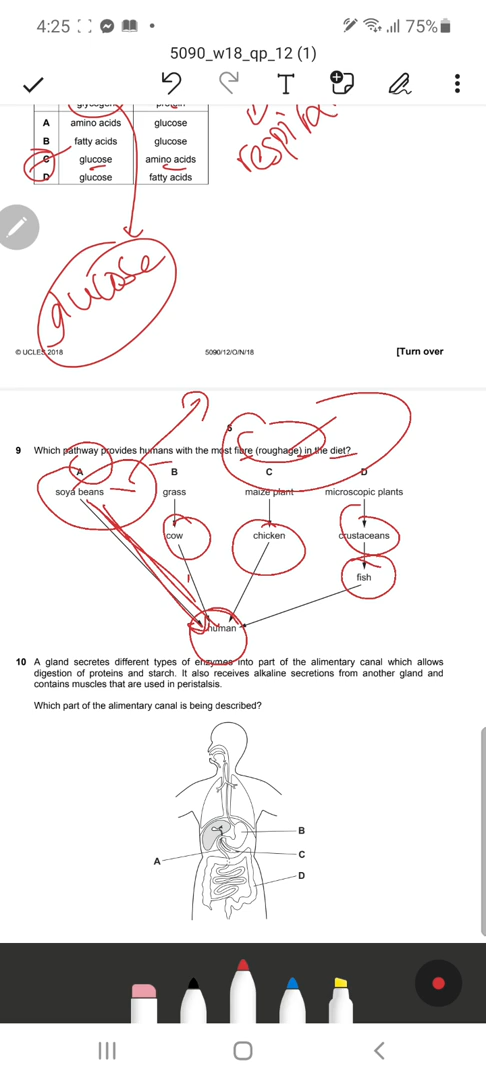 4:25
75%
5090_w18_qp_12 (1)
T
glycogen protein
A amino acids glucose
B fatty acids glucose
C glucose amino acids
D glucose fatty acids
respira
glucose
© UCLES 2018 5090/12/O/N/18 [Turn over
9 Which pathway provides humans with the most fibre (roughage) in the diet?
A B C D
soya beans grass maize plant microscopic plants
cow chicken crustaceans
fish
human
10 A gland secretes different types of enzymes into part of the alimentary canal which allows
digestion of proteins and starch. It also receives alkaline secretions from another gland and
contains muscles that are used in peristalsis.
Which part of the alimentary canal is being described?
B
C
A
D